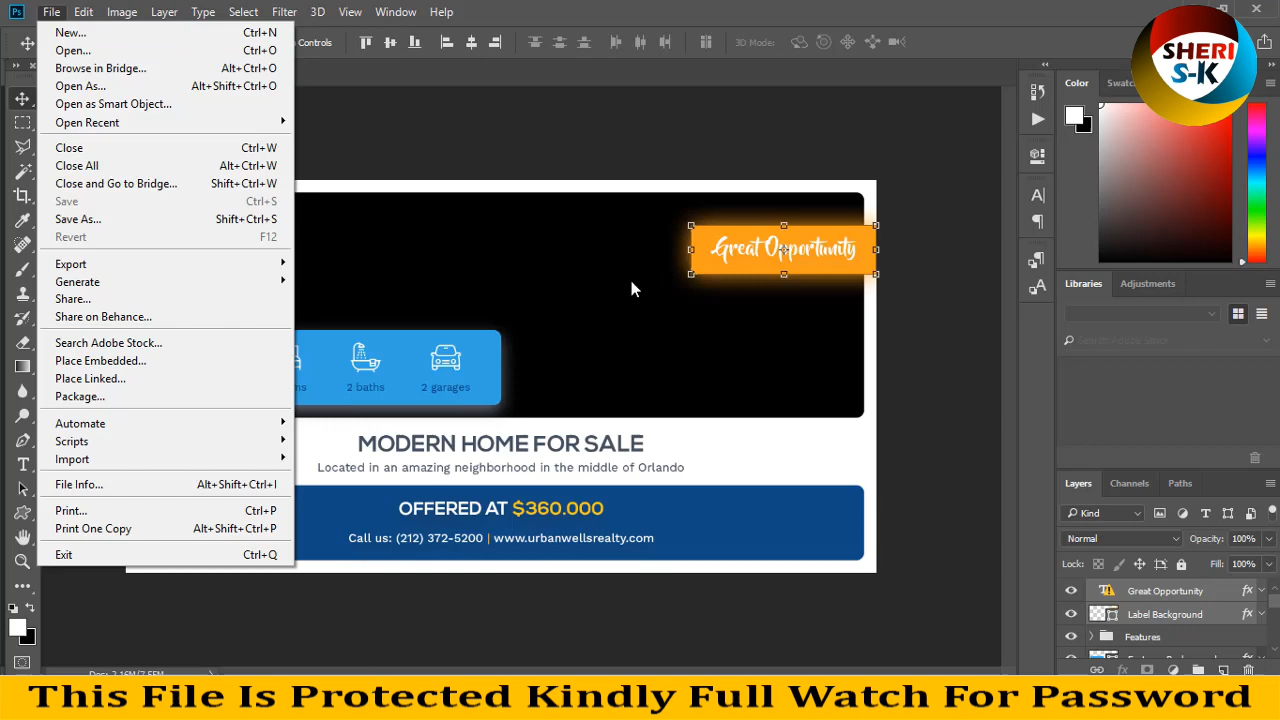 Ps File Edit Image Layer Type Select Filter 3D View Window Help
New... Ctrl+N
Open... Ctrl+O
Browse in Bridge... Alt+Ctrl+O
Open As... Alt+Shift+Ctrl+O
Open as Smart Object...
Open Recent
Close Ctrl+W
Close All Alt+Ctrl+W
Close and Go to Bridge... Shift+Ctrl+W
Save Ctrl+S
Save As... Shift+Ctrl+S
Revert F12
Export
Generate
Share...
Share on Behance...
Search Adobe Stock...
Place Embedded...
Place Linked...
Package...
Automate
Scripts
Import
File Info... Alt+Shift+Ctrl+I
Print... Ctrl+P
Print One Copy Alt+Shift+Ctrl+P
Exit Ctrl+Q
Controls
3D Mode:
SHERI
S-K
Great Opportunity
2 baths
2 garages
MODERN HOME FOR SALE
Located in an amazing neighborhood in the middle of Orlando
OFFERED AT $360.000
Call us: (212) 372-5200 | www.urbanwellsrealty.com
Color
Libraries Adjustments
Layers Channels Paths
Kind
Normal Opacity: 100%
Lock: Fill: 100%
Great Opportunity fx
Label Background fx
Features
This File Is Protected Kindly Full Watch For Password